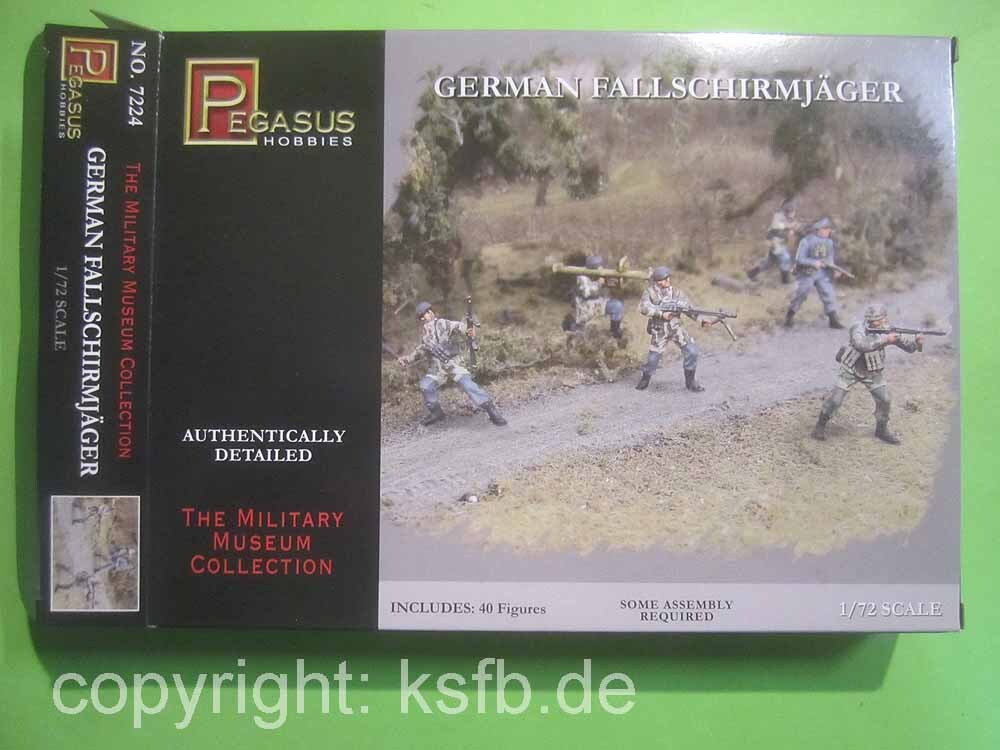 NO. 7224
PEGASUS
HOBBIES
THE MILITARY MUSEUM COLLECTION
GERMAN FALLSCHIRMJÄGER
1/72 SCALE
PEGASUS
HOBBIES
GERMAN FALLSCHIRMJÄGER
AUTHENTICALLY
DETAILED
THE MILITARY
MUSEUM
COLLECTION
INCLUDES: 40 Figures
SOME ASSEMBLY
REQUIRED
1/72 SCALE
copyright: ksfb.de